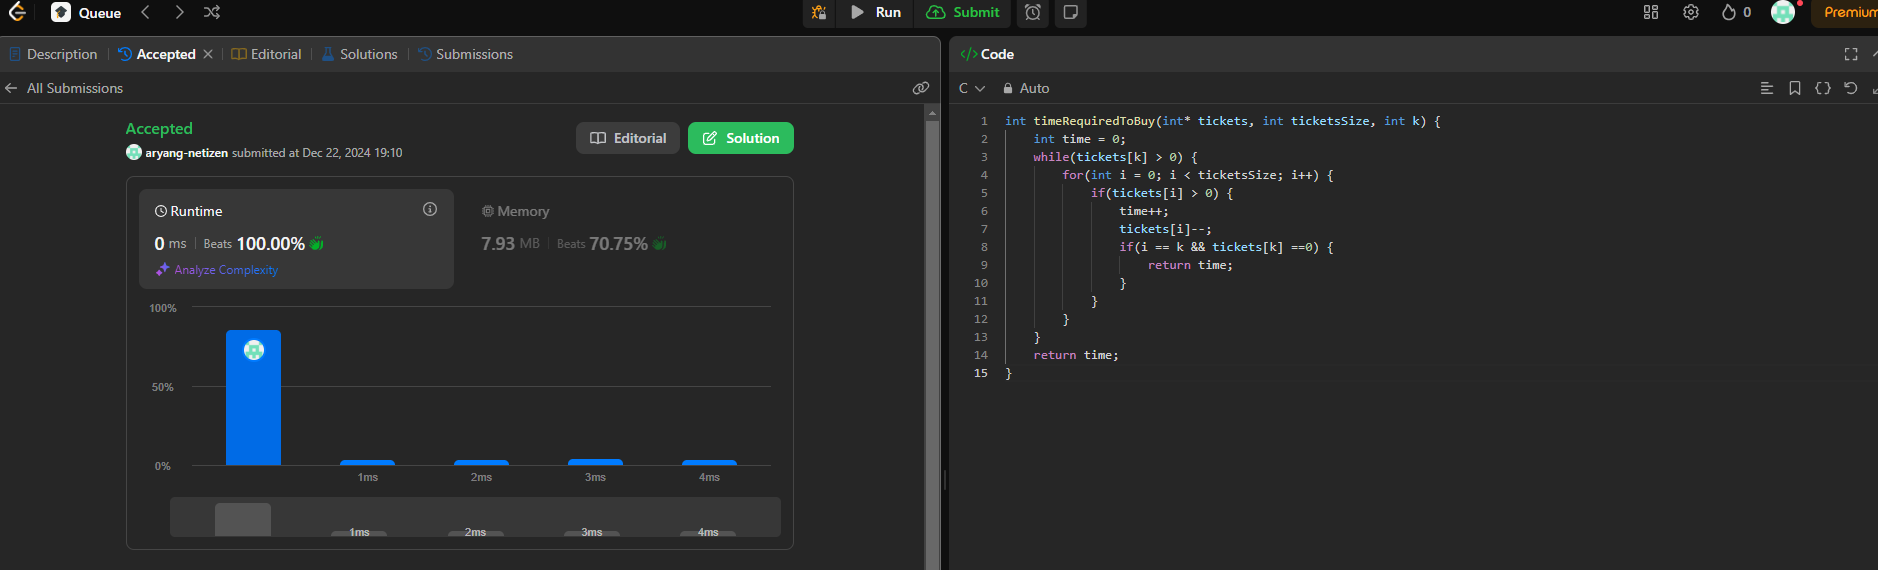 Queue
Run
Submit
0
Premium
Description
Accepted
Editorial
Solutions
Submissions
</> Code
All Submissions
C
Auto
Accepted
aryang-netizen submitted at Dec 22, 2024 19:10
Editorial
Solution
Runtime
0 ms | Beats 100.00%
Analyze Complexity
Memory
7.93 MB | Beats 70.75%
100%
50%
0%
1ms
2ms
3ms
4ms
1ms
2ms
3ms
4ms
1 int timeRequiredToBuy(int* tickets, int ticketsSize, int k) {
2 int time = 0;
3 while(tickets[k] > 0) {
4 for(int i = 0; i < ticketsSize; i++) {
5 if(tickets[i] > 0) {
6 time++;
7 tickets[i]--;
8 if(i == k && tickets[k] ==0) {
9 return time;
10 }
11 }
12 }
13 }
14 return time;
15 }